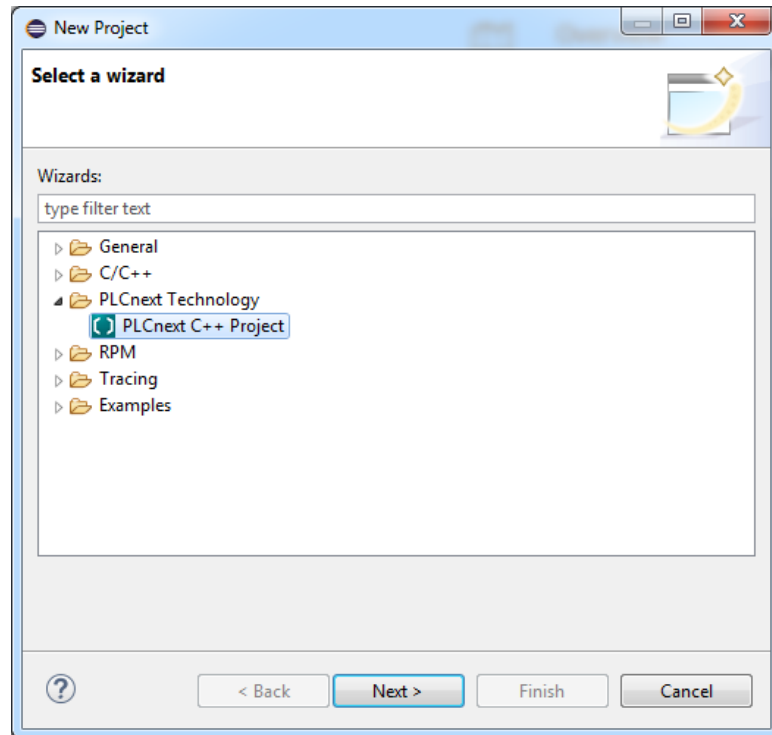 New Project
Select a wizard
Wizards:
type filter text
General
C/C++
PLCnext Technology
PLCnext C++ Project
RPM
Tracing
Examples
< Back Next > Finish Cancel